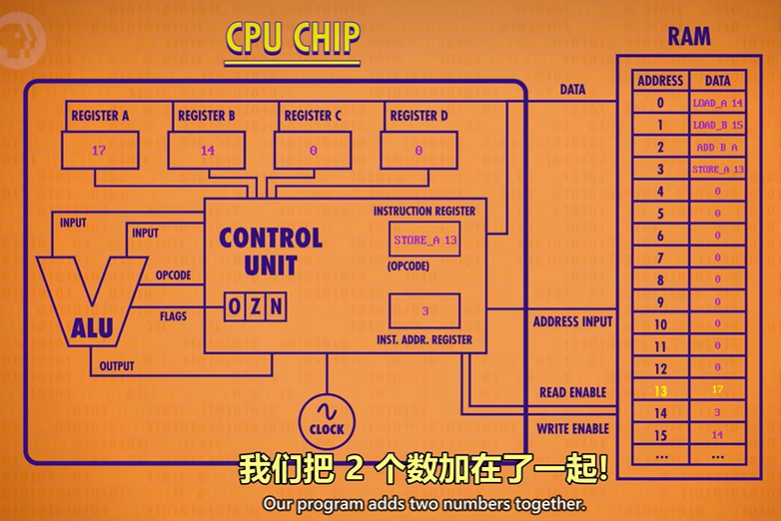 CPU CHIP
RAM
DATA
ADDRESS DATA
0 LOAD_A 14
1 LOAD_B 15
2 ADD B A
3 STORE_A 13
4 0
5 0
6 0
7 0
8 0
9 0
10 0
11 0
12 0
13 17
14 3
15 14
... ...
REGISTER A
17
REGISTER B
14
REGISTER C
0
REGISTER D
0
INPUT
INPUT
ALU
OPCODE
FLAGS
OUTPUT
CONTROL
UNIT
O Z N
INSTRUCTION REGISTER
STORE_A 13
(OPCODE)
3
INST. ADDR. REGISTER
CLOCK
ADDRESS INPUT
READ ENABLE
WRITE ENABLE
我们把 2 个数加在了一起!
Our program adds two numbers together.